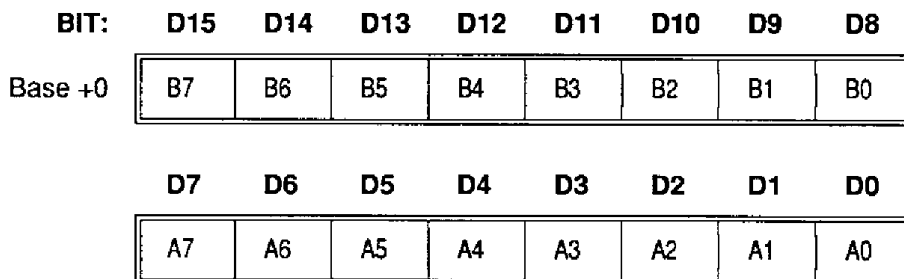 BIT: D15 D14 D13 D12 D11 D10 D9 D8
Base +0 B7 B6 B5 B4 B3 B2 B1 B0
D7 D6 D5 D4 D3 D2 D1 D0
A7 A6 A5 A4 A3 A2 A1 A0